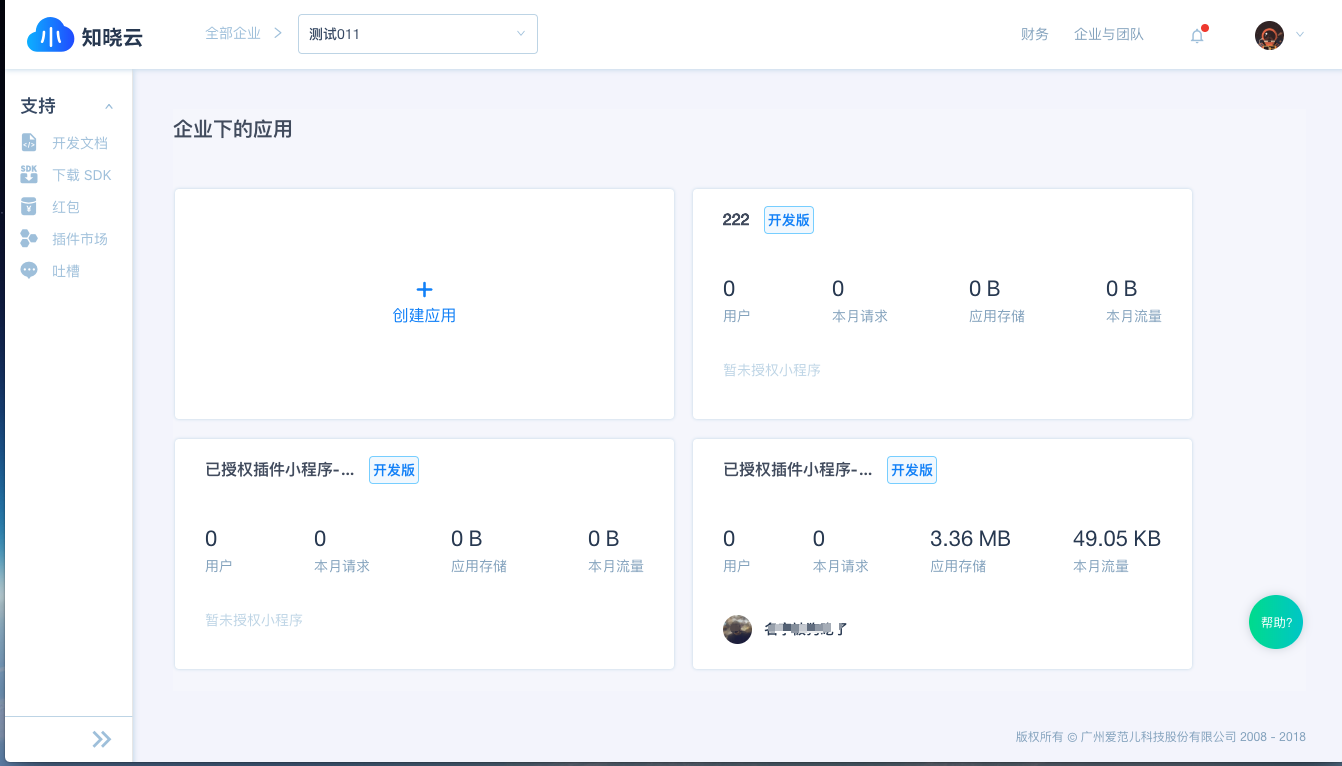 知晓云
全部企业
测试011
财务
企业与团队
支持
开发文档
SDK
下载 SDK
红包
插件市场
吐槽
企业下的应用
创建应用
222 开发版
0 0 0 B 0 B
用户 本月请求 应用存储 本月流量
暂未授权小程序
已授权插件小程序-... 开发版
0 0 0 B 0 B
用户 本月请求 应用存储 本月流量
暂未授权小程序
已授权插件小程序-... 开发版
0 0 3.36 MB 49.05 KB
用户 本月请求 应用存储 本月流量
帮助?
版权所有 © 广州爱范儿科技股份有限公司 2008 - 2018